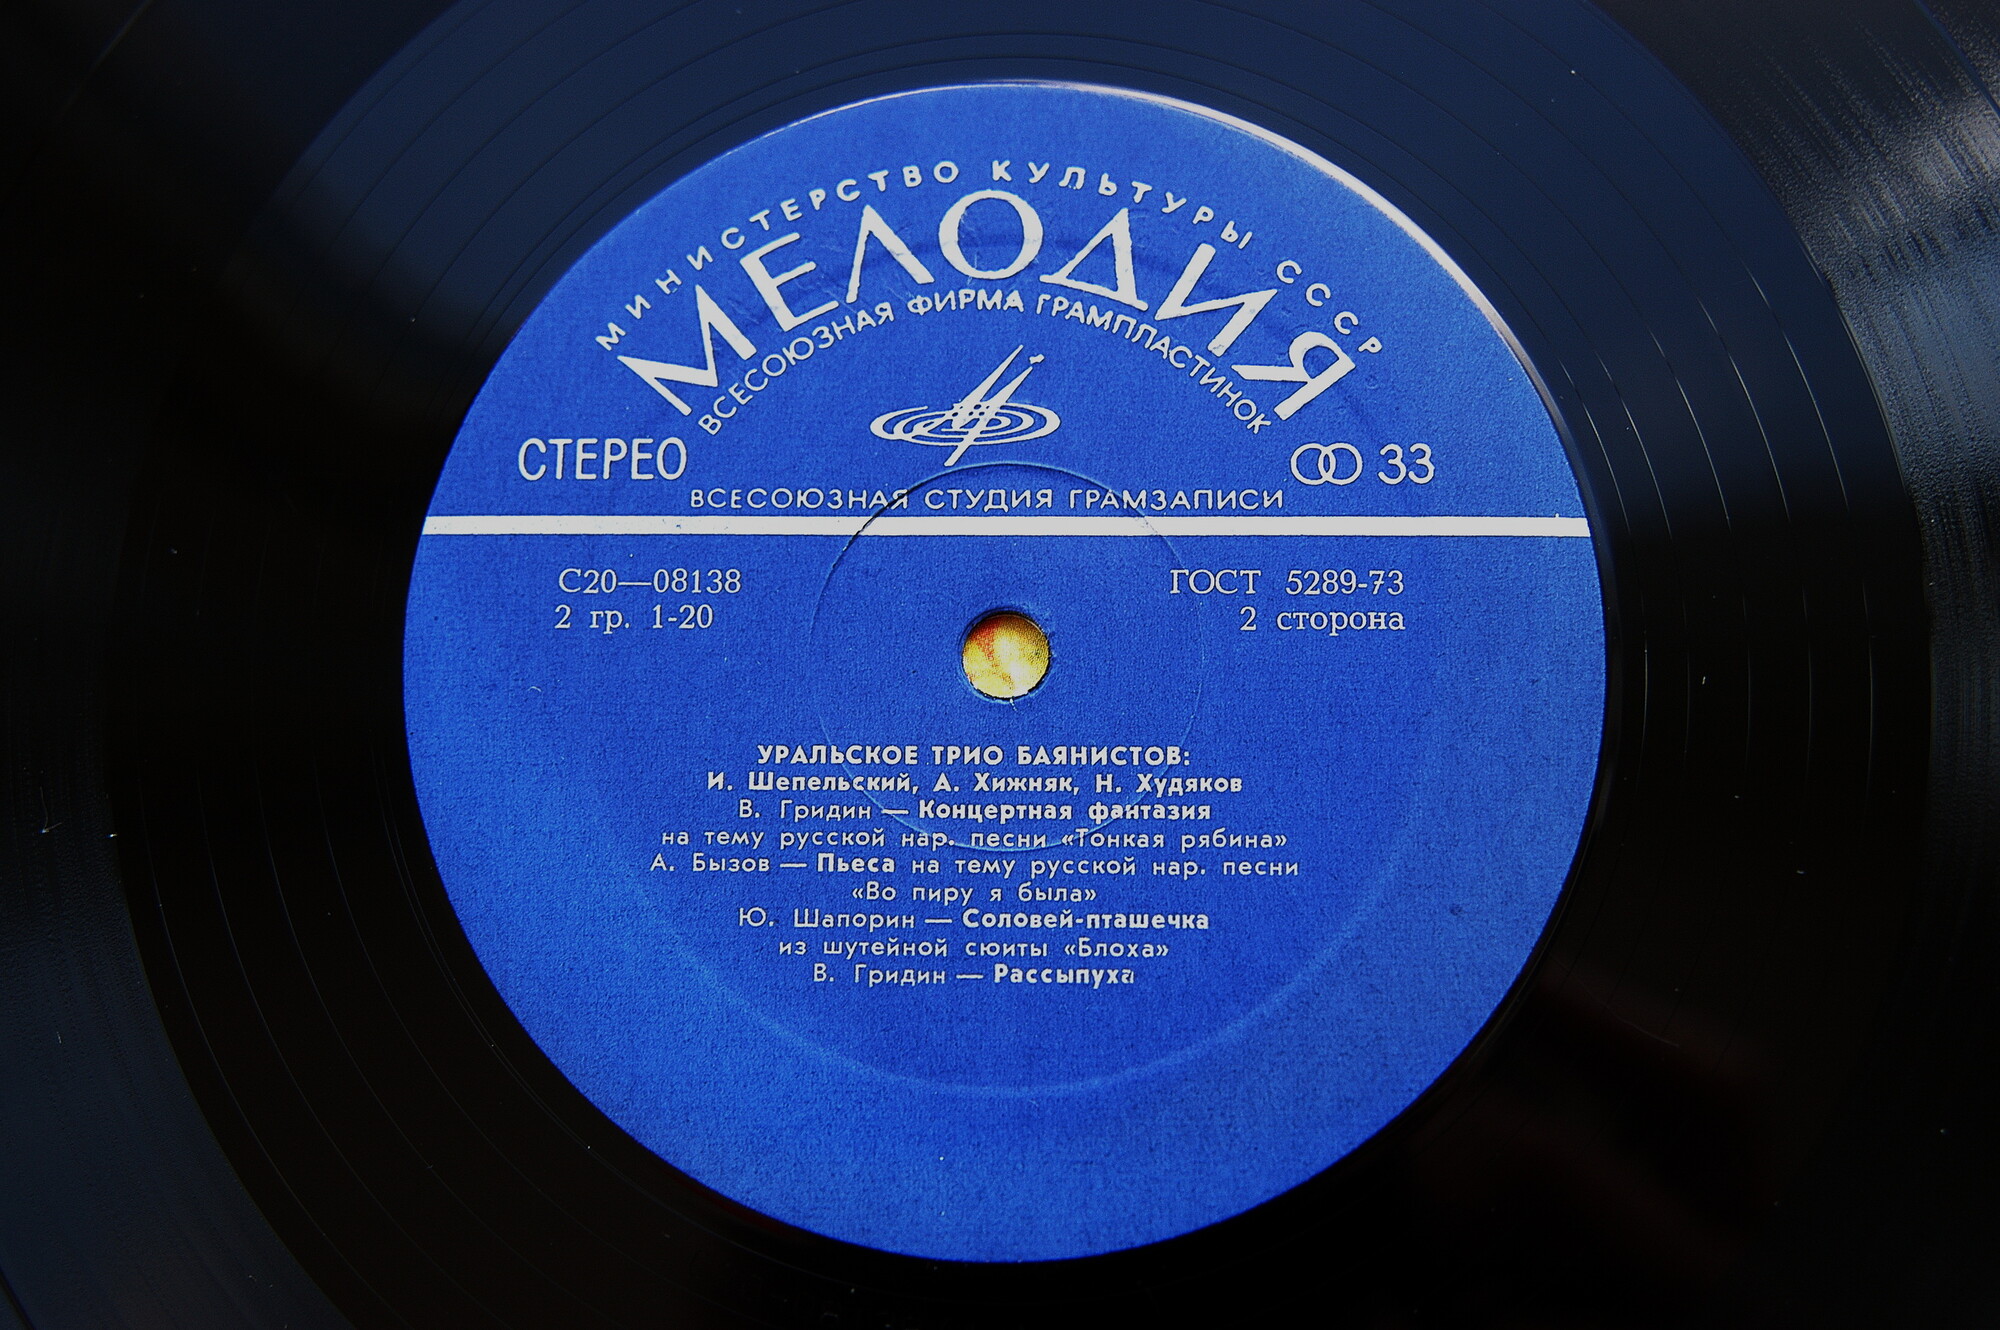 МИНИСТЕРСТВО КУЛЬТУРЫ СССР
МЕЛОДИЯ
ВСЕСОЮЗНАЯ ФИРМА ГРАМПЛАСТИНОК
СТЕРЕО
33
ВСЕСОЮЗНАЯ СТУДИЯ ГРАМЗАПИСИ
С20—08138
ГОСТ 5289-73
2 гр. 1-20
2 сторона
УРАЛЬСКОЕ ТРИО БАЯНИСТОВ:
И. Шепельский, А. Хижняк, Н. Худяков
В. Гридин — Концертная фантазия
на тему русской нар. песни «Тонкая рябина»
А. Бызов — Пьеса на тему русской нар. песни
«Во пиру я была»
Ю. Шапорин — Соловей-пташечка
из шутейной сюиты «Блоха»
В. Гридин — Рассыпуха